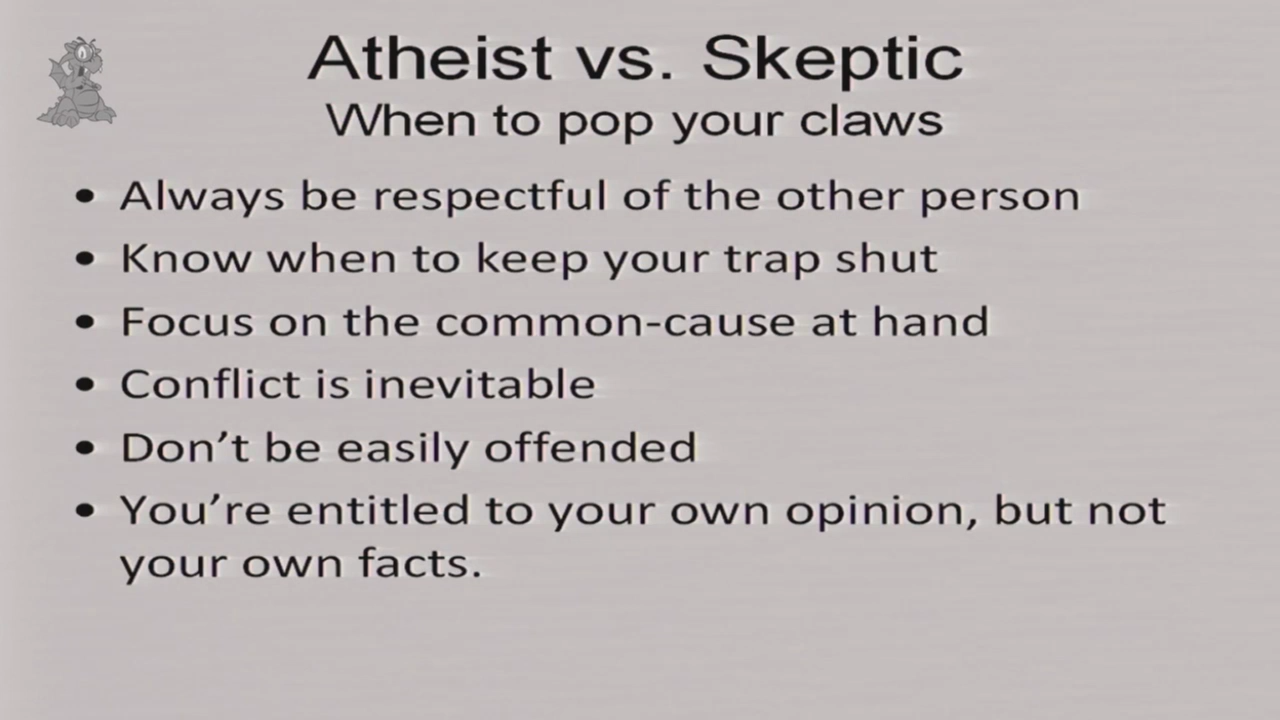 Atheist vs. Skeptic
When to pop your claws
• Always be respectful of the other person
• Know when to keep your trap shut
• Focus on the common-cause at hand
• Conflict is inevitable
• Don’t be easily offended
• You’re entitled to your own opinion, but not
your own facts.